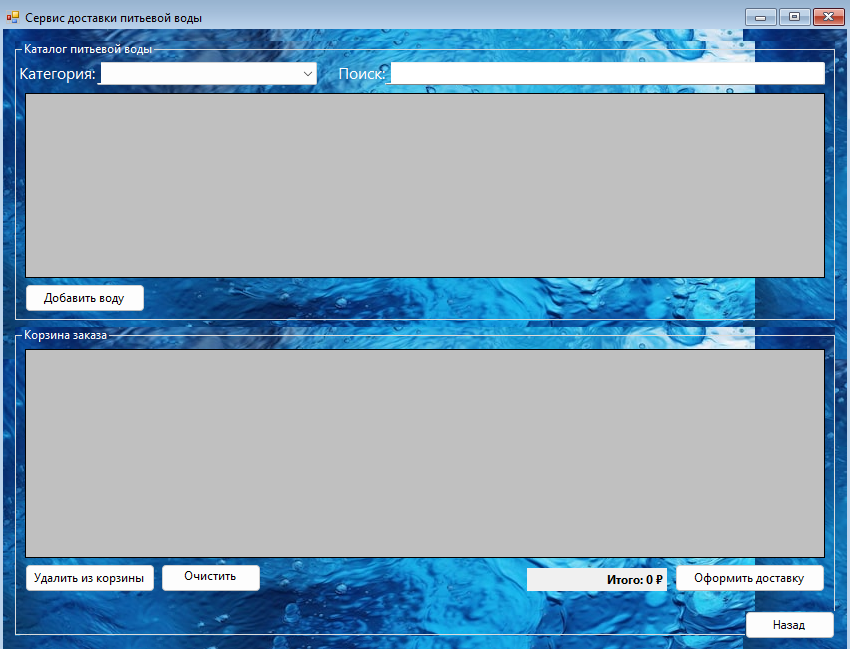 Сервис доставки питьевой воды
Каталог питьевой воды
Категория: Поиск:
Добавить воду
Корзина заказа
Удалить из корзины Очистить Итого: 0 ₽ Оформить доставку
Назад